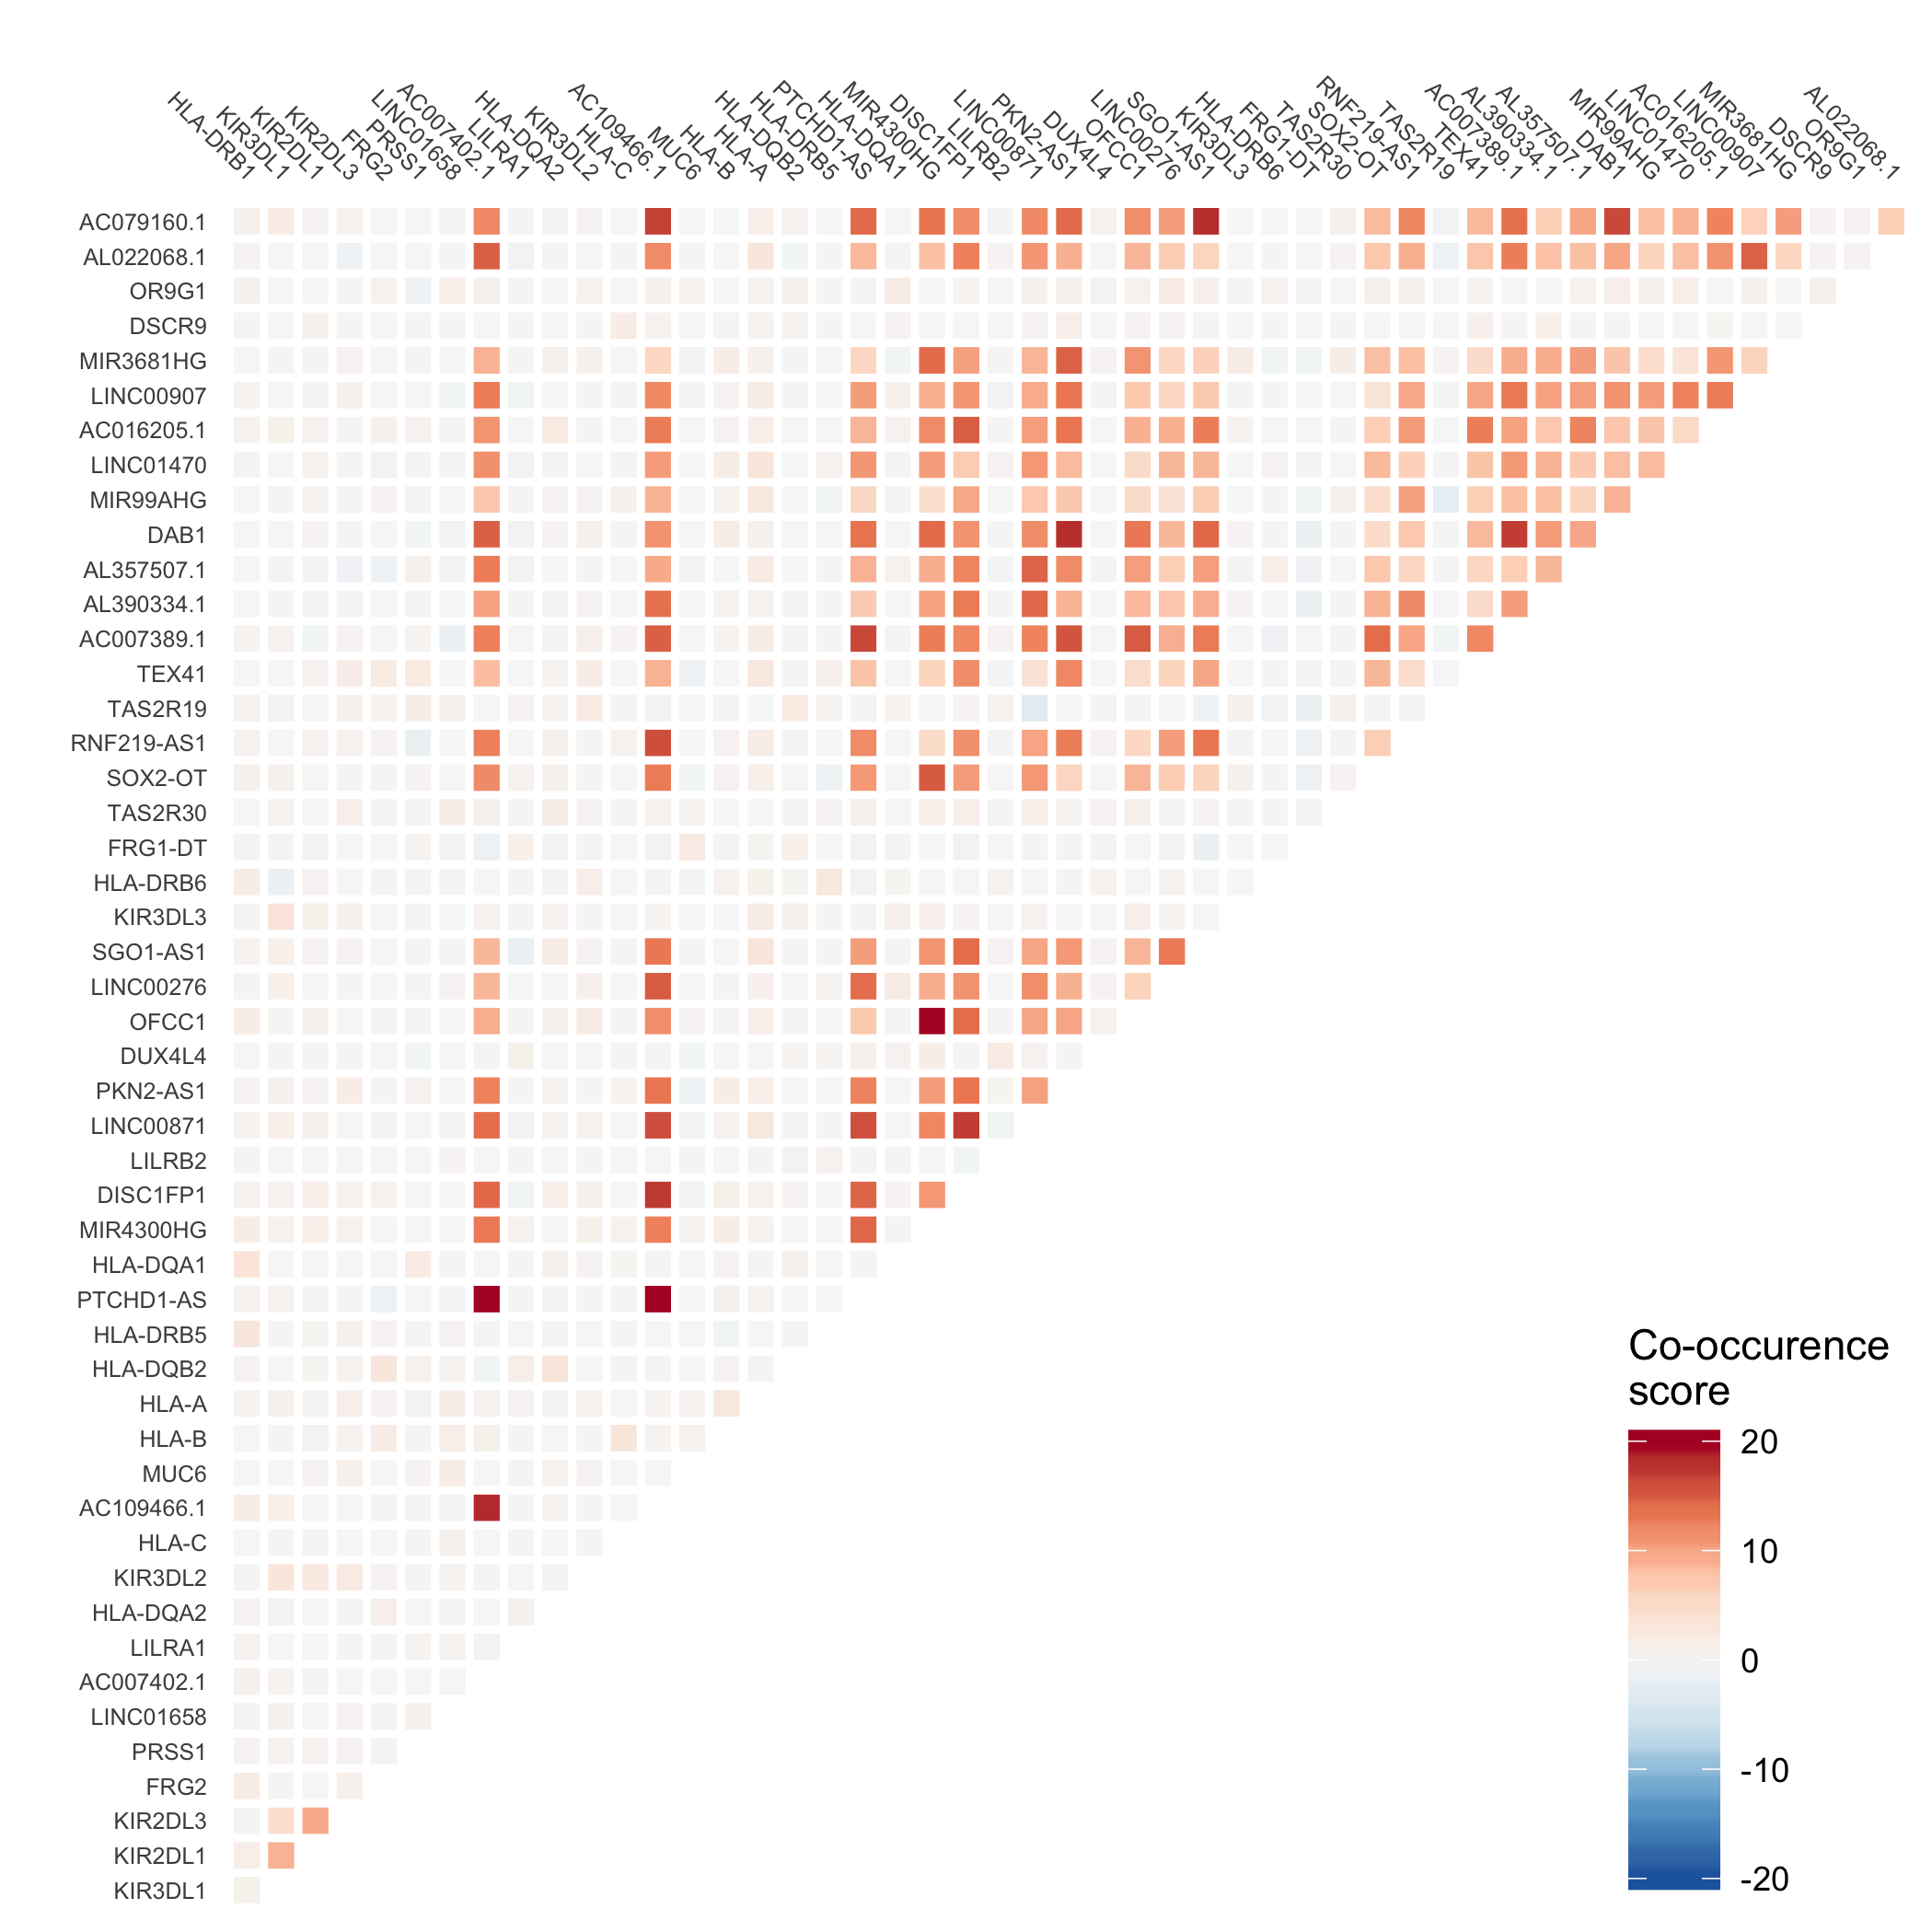 HLA-DRB1
KIR3DL1
KIR2DL1
KIR2DL3
FRG2
PRSS1
LINC01658
AC007402.1
LILRA1
HLA-DQA2
KIR3DL2
HLA-C
AC109466.1
MUC6
HLA-B
HLA-A
HLA-DQB2
HLA-DRB5
PTCHD1-AS
HLA-DQA1
MIR4300HG
DISC1FP1
LILRB2
LINC00871
PKN2-AS1
DUX4L4
OFCC1
LINC00276
SGO1-AS1
KIR3DL3
HLA-DRB6
FRG1-DT
TAS2R30
SOX2-OT
RNF219-AS1
TAS2R19
TEX41
AC007389.1
AL390334.1
AL357507.1
DAB1
MIR99AHG
LINC01470
AC016205.1
LINC00907
MIR3681HG
DSCR9
OR9G1
AL022068.1
AC079160.1
AL022068.1
OR9G1
DSCR9
MIR3681HG
LINC00907
AC016205.1
LINC01470
MIR99AHG
DAB1
AL357507.1
AL390334.1
AC007389.1
TEX41
TAS2R19
RNF219-AS1
SOX2-OT
TAS2R30
FRG1-DT
HLA-DRB6
KIR3DL3
SGO1-AS1
LINC00276
OFCC1
DUX4L4
PKN2-AS1
LINC00871
LILRB2
DISC1FP1
MIR4300HG
HLA-DQA1
PTCHD1-AS
HLA-DRB5
HLA-DQB2
HLA-A
HLA-B
MUC6
AC109466.1
HLA-C
KIR3DL2
HLA-DQA2
LILRA1
AC007402.1
LINC01658
PRSS1
FRG2
KIR2DL3
KIR2DL1
KIR3DL1
Co-occurence
score
20
10
0
-10
-20